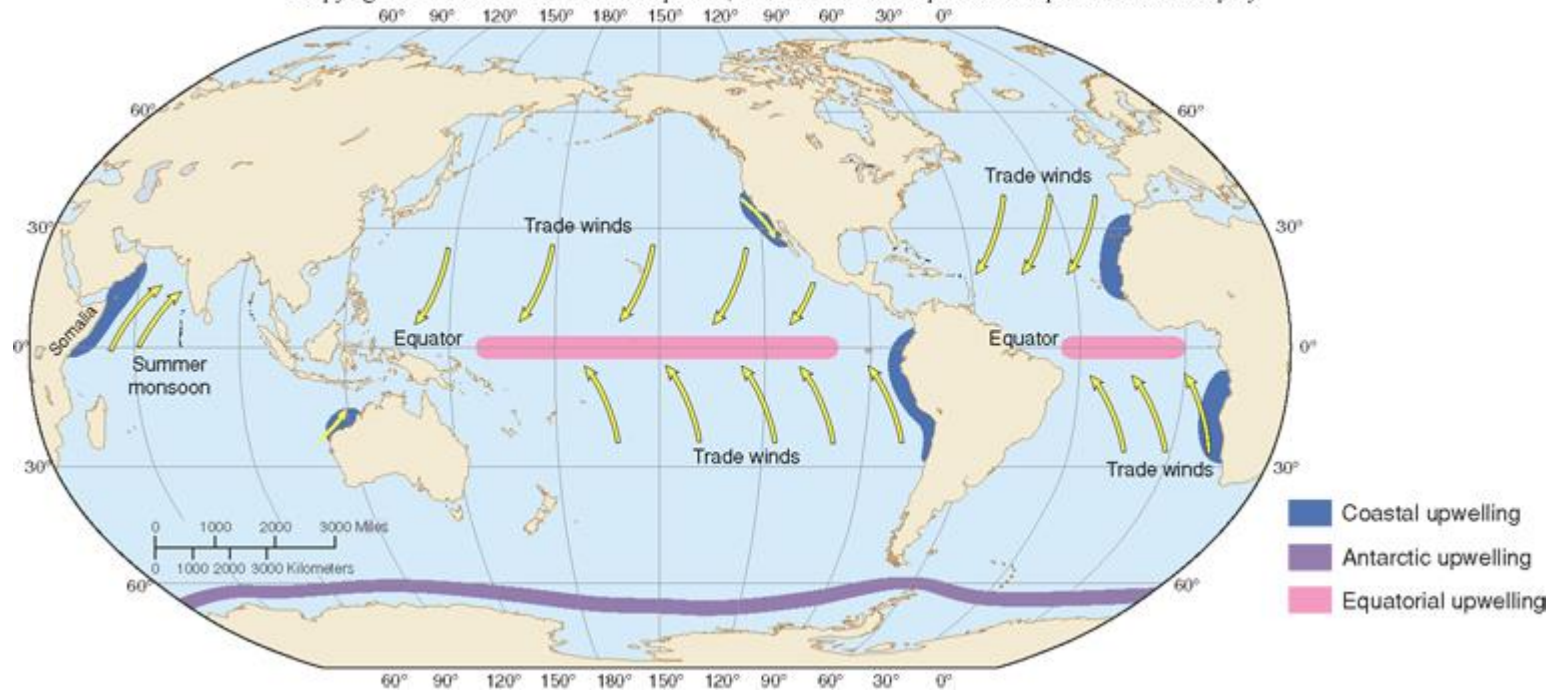 60° 90° 120° 150° 180° 150° 120° 90° 60° 30° 0°
60° 60°
Trade winds
30° Trade winds 30°
Somalia
Equator Equator
0° 0°
Summer
monsoon
Trade winds
30° Trade winds 30°
0 1000 2000 3000 Miles
0 1000 2000 3000 Kilometers
60° 60°
60° 90° 120° 150° 180° 150° 120° 90° 60° 30° 0°
Coastal upwelling
Antarctic upwelling
Equatorial upwelling